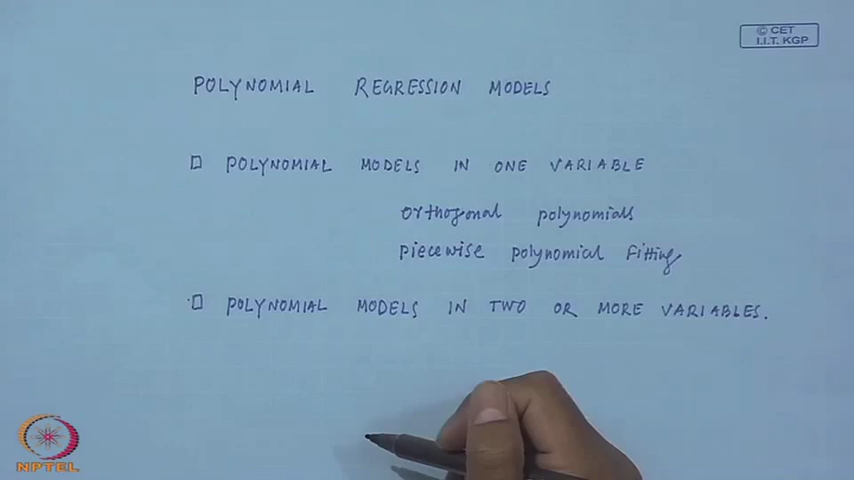 © CET
I.I.T. KGP
POLYNOMIAL REGRESSION MODELS
POLYNOMIAL MODELS IN ONE VARIABLE
orthogonal polynomials
piecewise polynomial fitting
POLYNOMIAL MODELS IN TWO OR MORE VARIABLES.
NPTEL